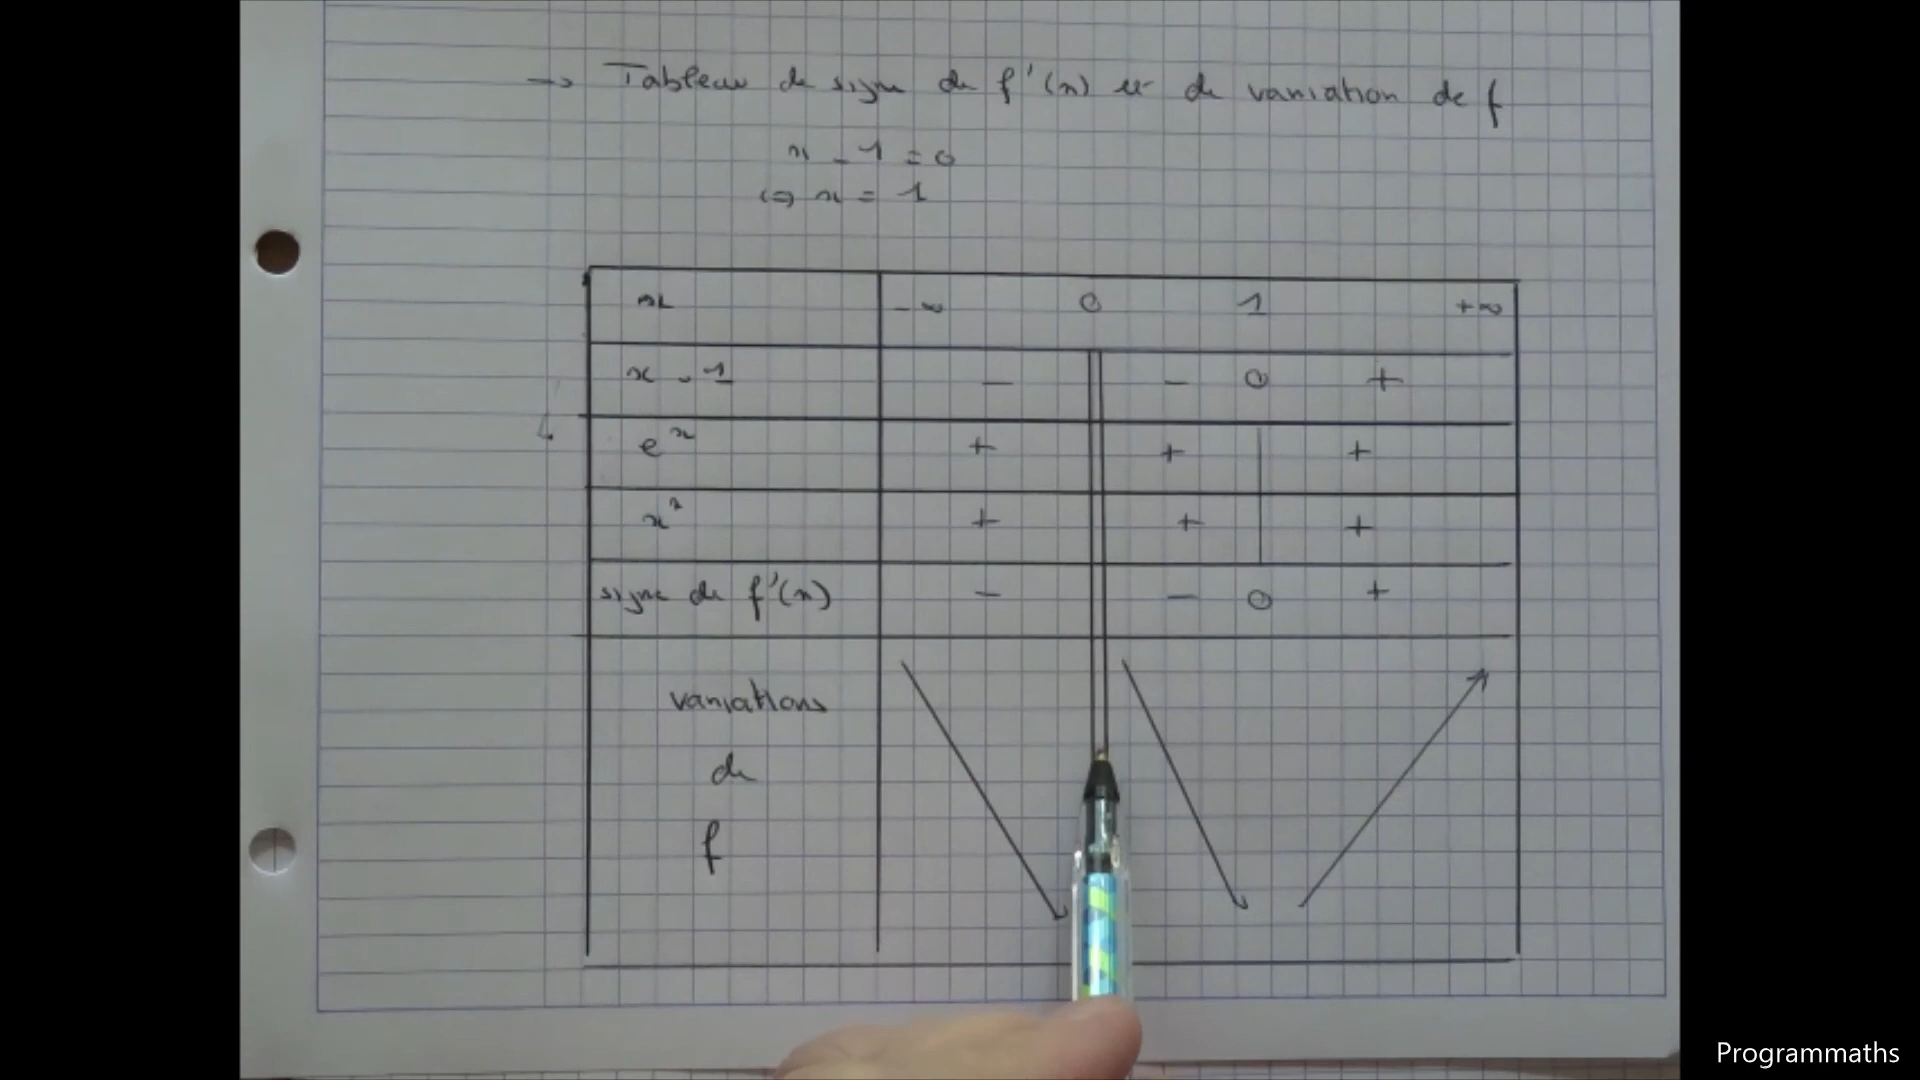 → Tableau de signe de f'(x) et de variation de f
x - 1 = 0
⇔ x = 1
x -∞ 0 1 +∞
x - 1 - - 0 +
e^x + + +
x² + + +
signe de f'(x) - - 0 +
variations
de
f
Programmaths